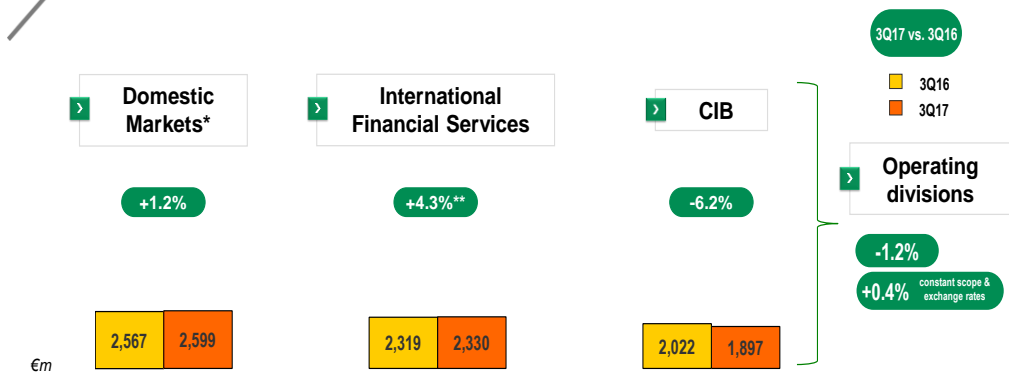 3Q17 vs. 3Q16
3Q16
3Q17
Domestic
Markets*
International
Financial Services
CIB
Operating
divisions
+1.2%
+4.3%**
-6.2%
-1.2%
+0.4% constant scope &
exchange rates
2,567 2,599
2,319 2,330
2,022 1,897
€m